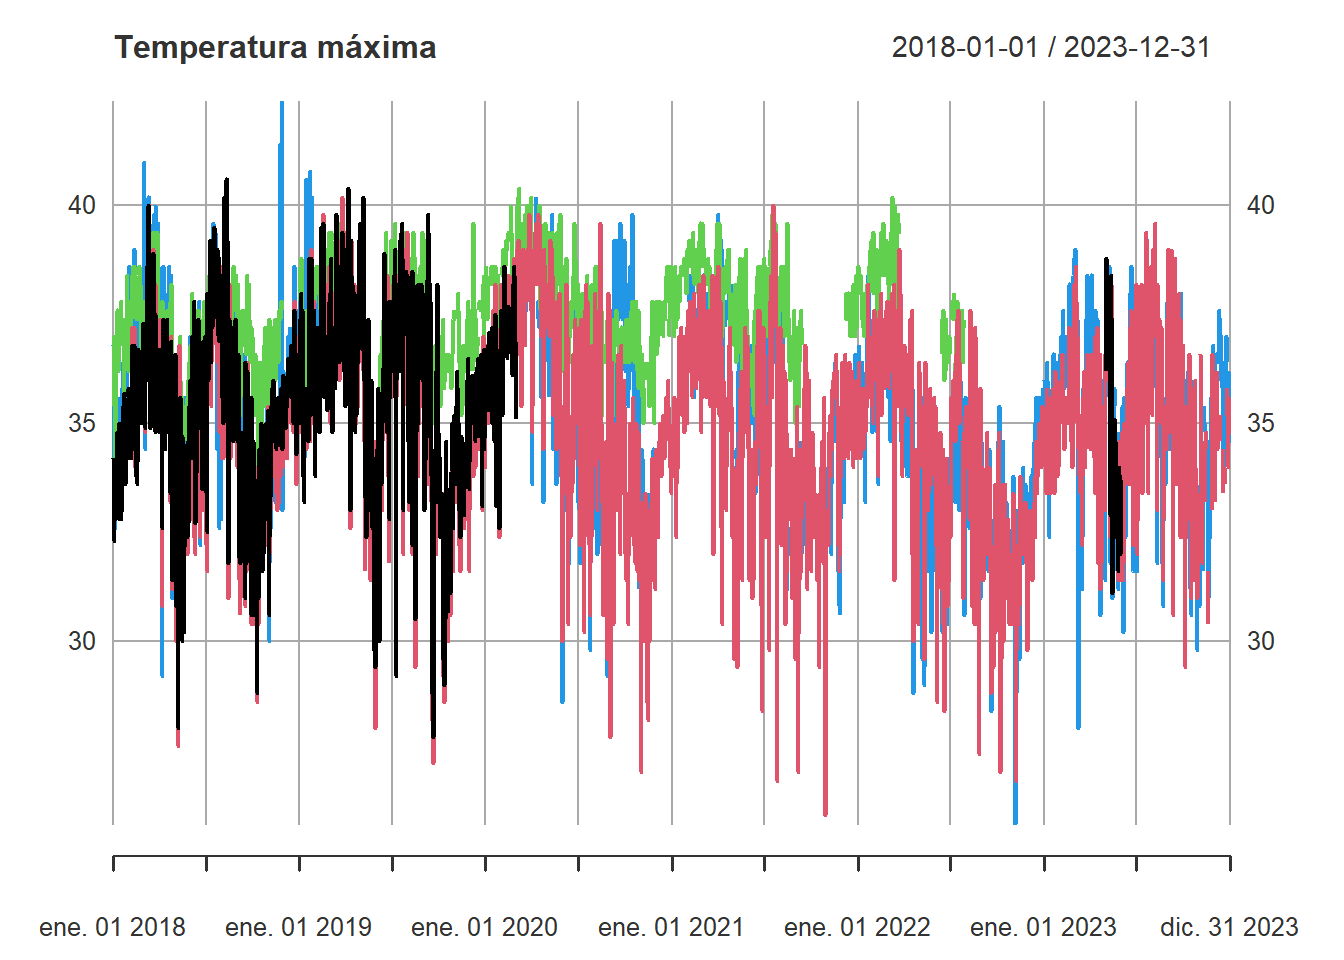 Temperatura máxima 2018-01-01 / 2023-12-31
40 40
35 35
30 30
ene. 01 2018 ene. 01 2019 ene. 01 2020 ene. 01 2021 ene. 01 2022 ene. 01 2023 dic. 31 2023